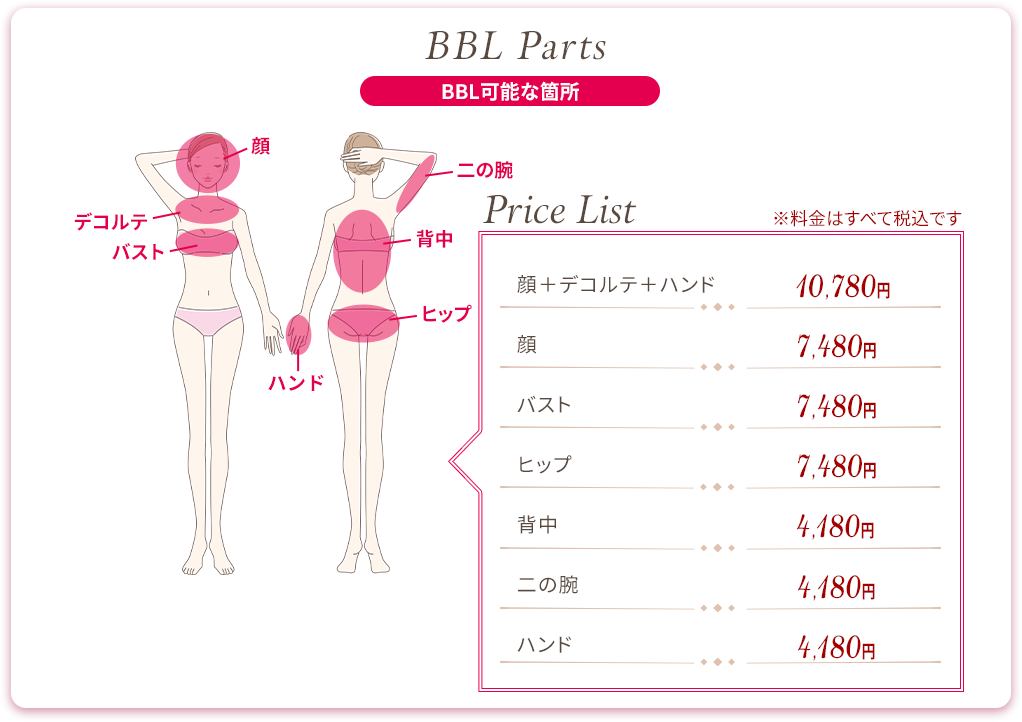 BBL Parts
BBL可能な箇所
顔
デコルテ
バスト
ハンド
二の腕
背中
ヒップ
Price List
※料金はすべて税込です
顔＋デコルテ＋ハンド 10,780円
顔 7,480円
バスト 7,480円
ヒップ 7,480円
背中 4,180円
二の腕 4,180円
ハンド 4,180円